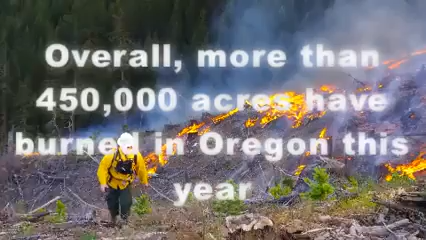 Overall, more than
450,000 acres have
burned in Oregon this
year